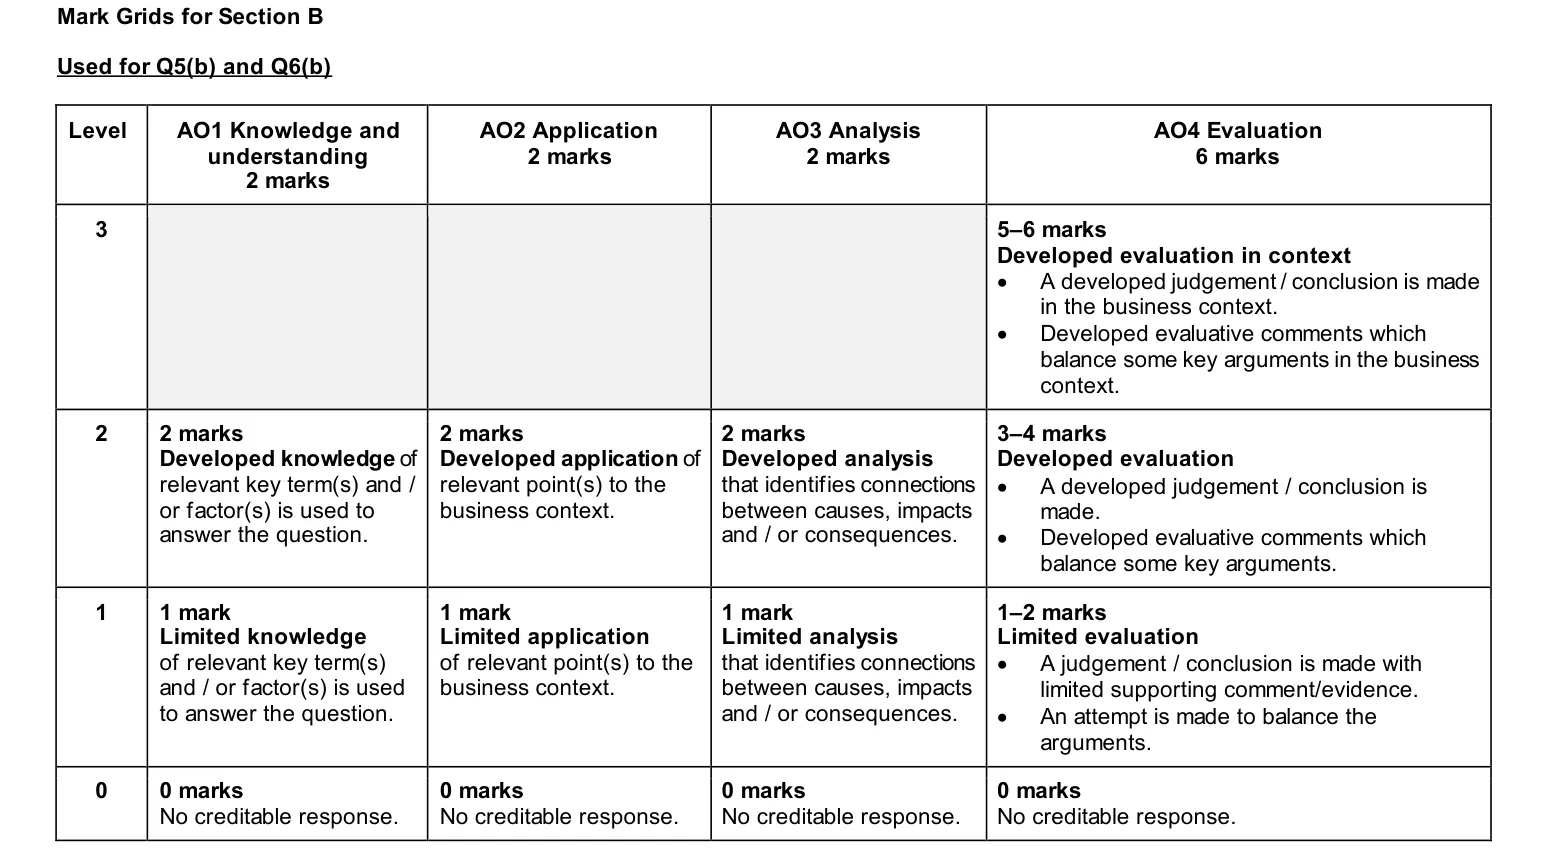 Mark Grids for Section B
Used for Q5(b) and Q6(b)
Level
AO1 Knowledge and
understanding
2 marks
AO2 Application
2 marks
AO3 Analysis
2 marks
AO4 Evaluation
6 marks
3
5–6 marks
Developed evaluation in context
• A developed judgement / conclusion is made
in the business context.
• Developed evaluative comments which
balance some key arguments in the business
context.
2
2 marks
Developed knowledge of
relevant key term(s) and /
or factor(s) is used to
answer the question.
2 marks
Developed application of
relevant point(s) to the
business context.
2 marks
Developed analysis
that identifies connections
between causes, impacts
and / or consequences.
3–4 marks
Developed evaluation
• A developed judgement / conclusion is
made.
• Developed evaluative comments which
balance some key arguments.
1
1 mark
Limited knowledge
of relevant key term(s)
and / or factor(s) is used
to answer the question.
1 mark
Limited application
of relevant point(s) to the
business context.
1 mark
Limited analysis
that identifies connections
between causes, impacts
and / or consequences.
1–2 marks
Limited evaluation
• A judgement / conclusion is made with
limited supporting comment/evidence.
• An attempt is made to balance the
arguments.
0
0 marks
No creditable response.
0 marks
No creditable response.
0 marks
No creditable response.
0 marks
No creditable response.